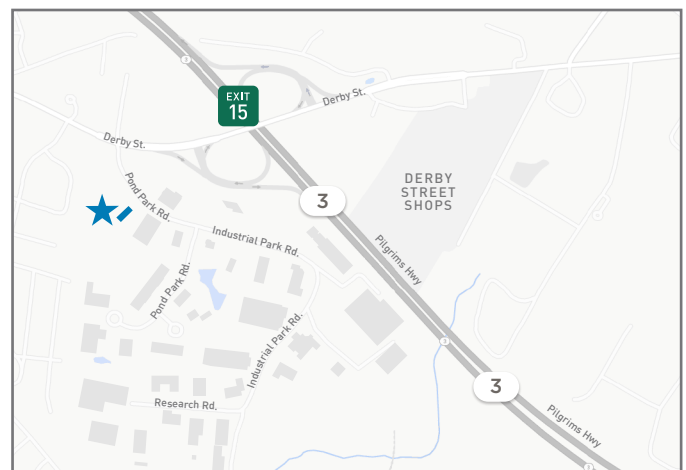 EXIT
15
Derby St.
Derby St.
Pond Park Rd.
3
DERBY
STREET
SHOPS
Industrial Park Rd.
Pilgrims Hwy
Pond Park Rd.
Industrial Park Rd.
3
Research Rd.
Pilgrims Hwy